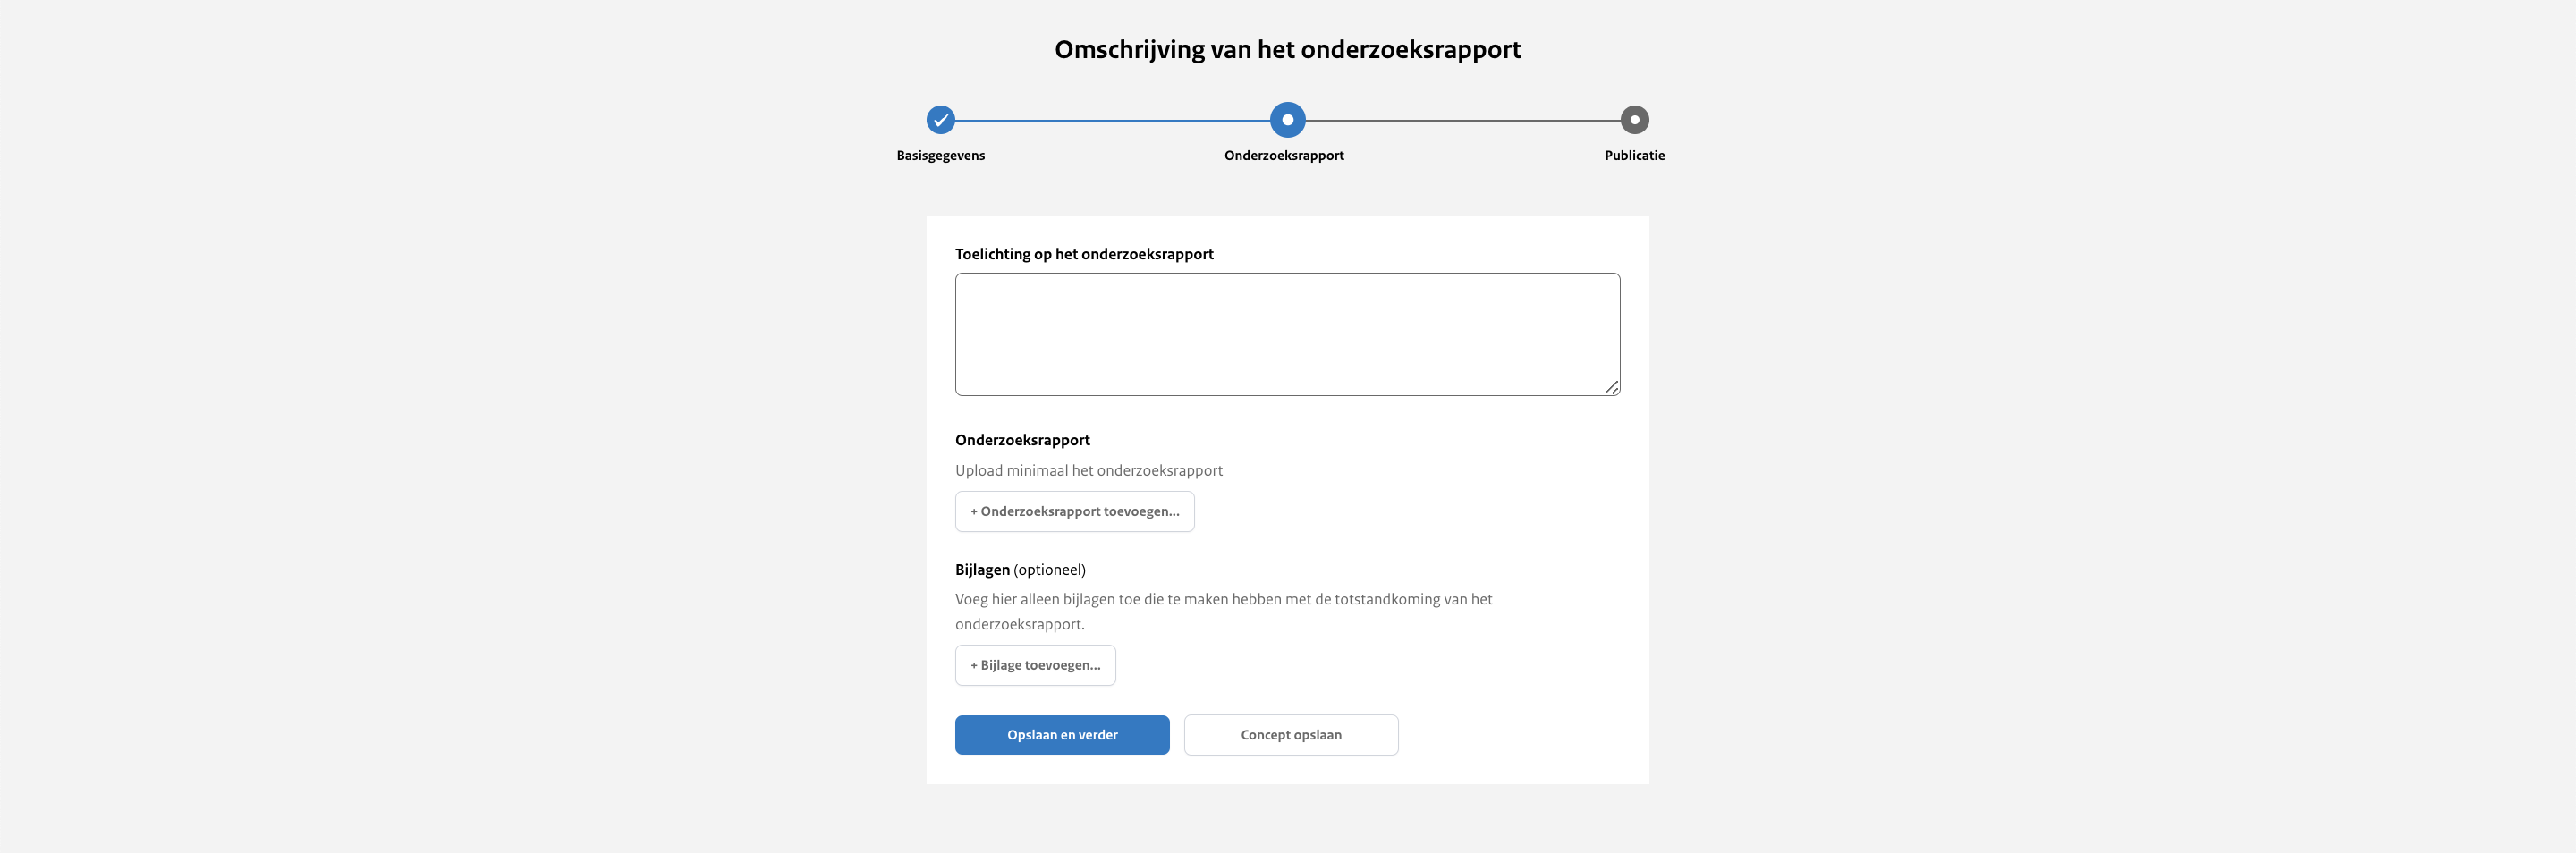 Omschrijving van het onderzoeksrapport
Basisgegevens
Onderzoeksrapport
Publicatie
Toelichting op het onderzoeksrapport
Onderzoeksrapport
Upload minimaal het onderzoeksrapport
+ Onderzoeksrapport toevoegen...
Bijlagen (optioneel)
Voeg hier alleen bijlagen toe die te maken hebben met de totstandkoming van het
onderzoeksrapport.
+ Bijlage toevoegen...
Opslaan en verder
Concept opslaan